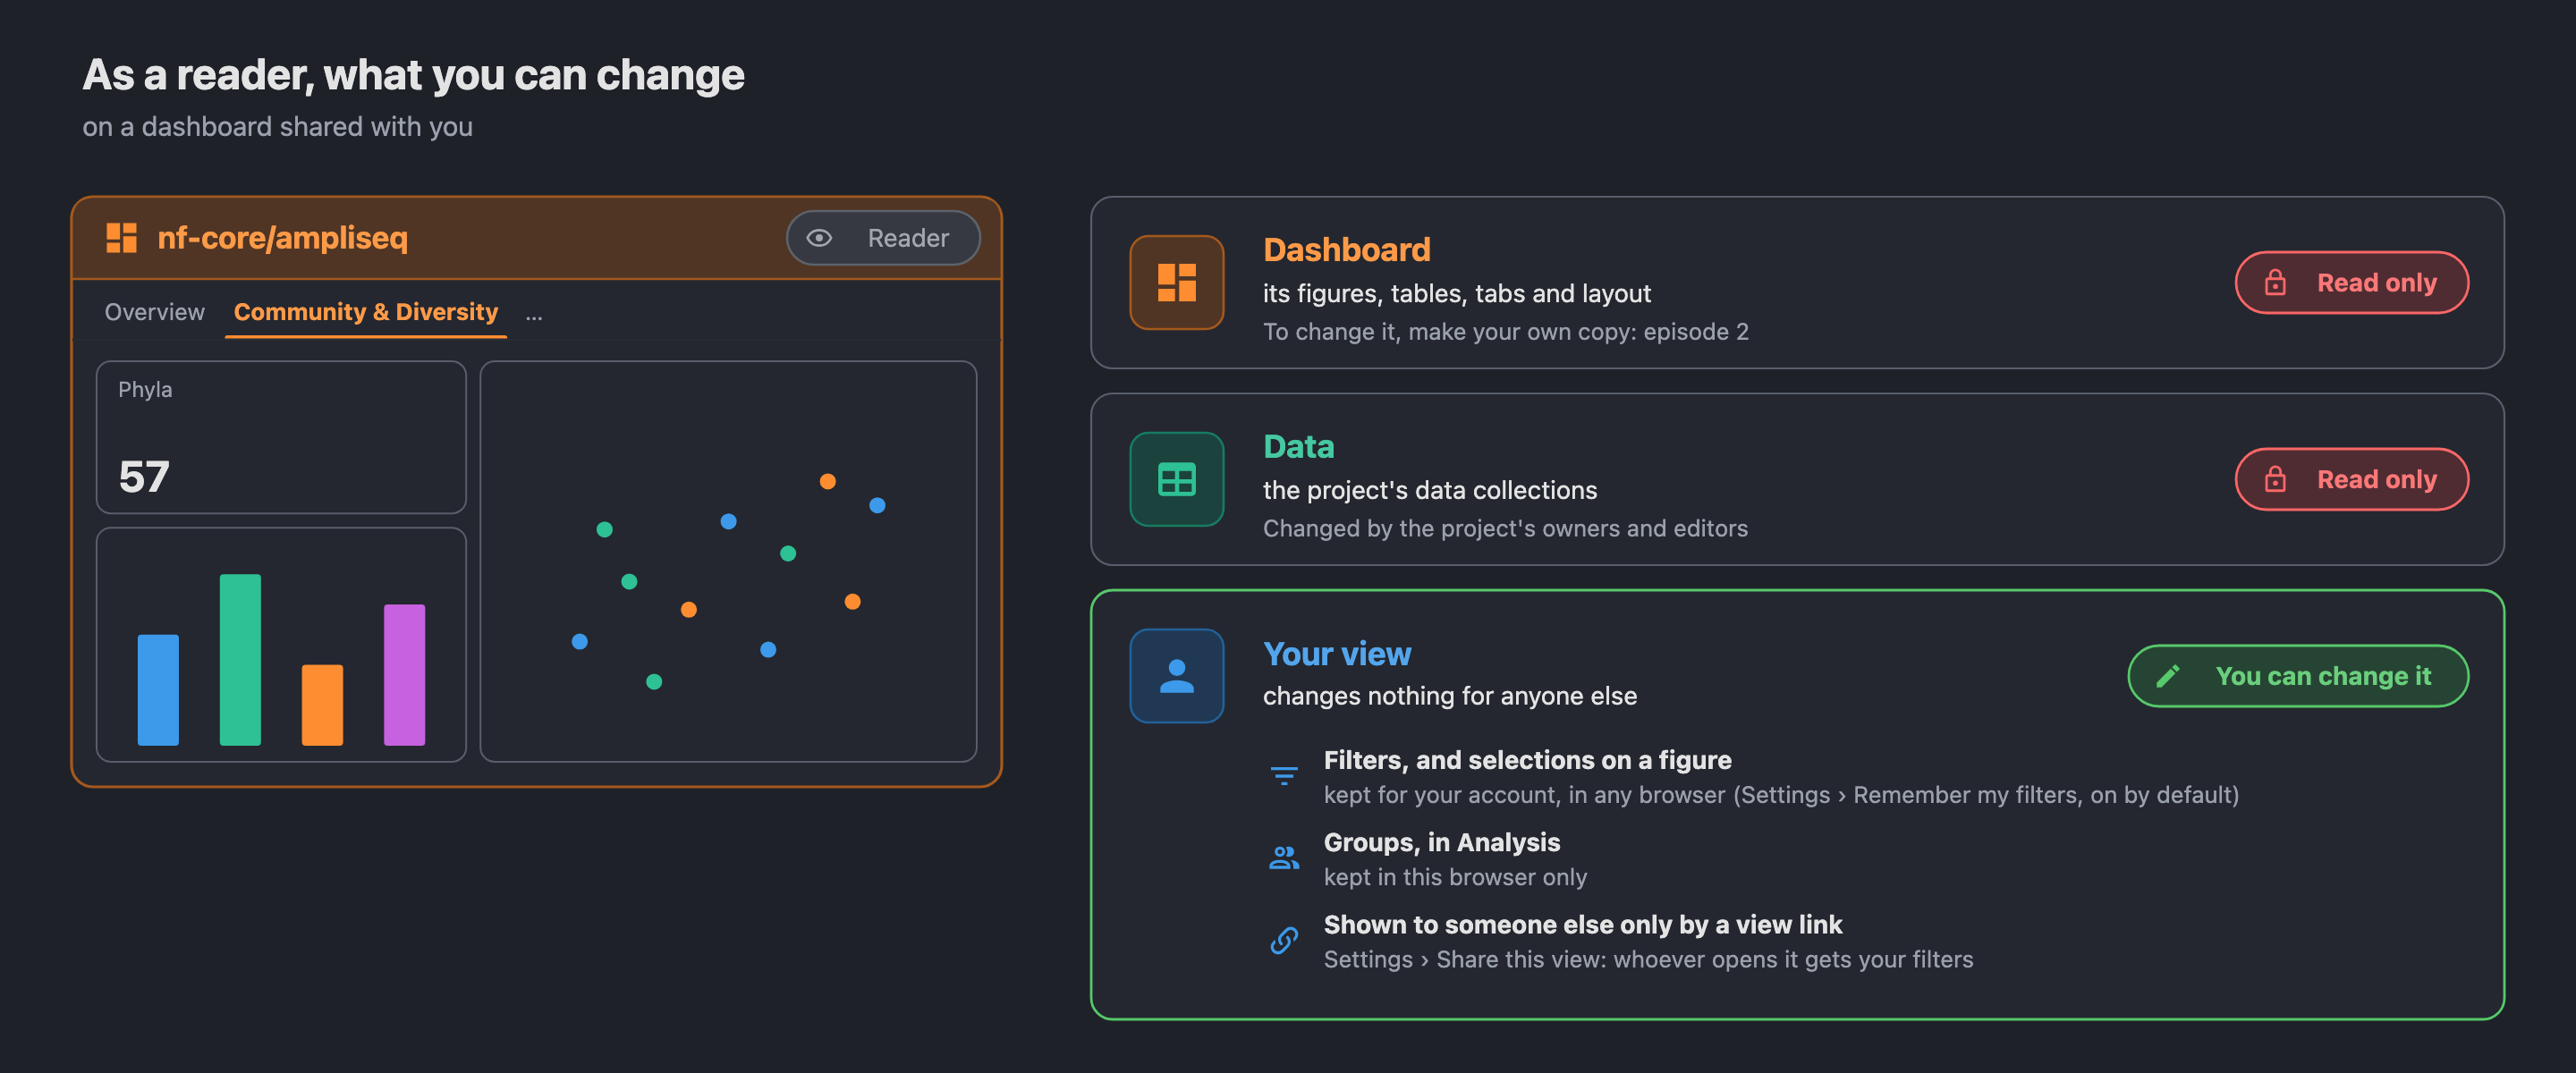 As a reader, what you can change
on a dashboard shared with you
nf-core/ampliseq
Reader
Overview
Community & Diversity
...
Phyla
57
Dashboard
its figures, tables, tabs and layout
To change it, make your own copy: episode 2
Read only
Data
the project's data collections
Changed by the project's owners and editors
Read only
Your view
changes nothing for anyone else
You can change it
Filters, and selections on a figure
kept for your account, in any browser (Settings › Remember my filters, on by default)
Groups, in Analysis
kept in this browser only
Shown to someone else only by a view link
Settings › Share this view: whoever opens it gets your filters